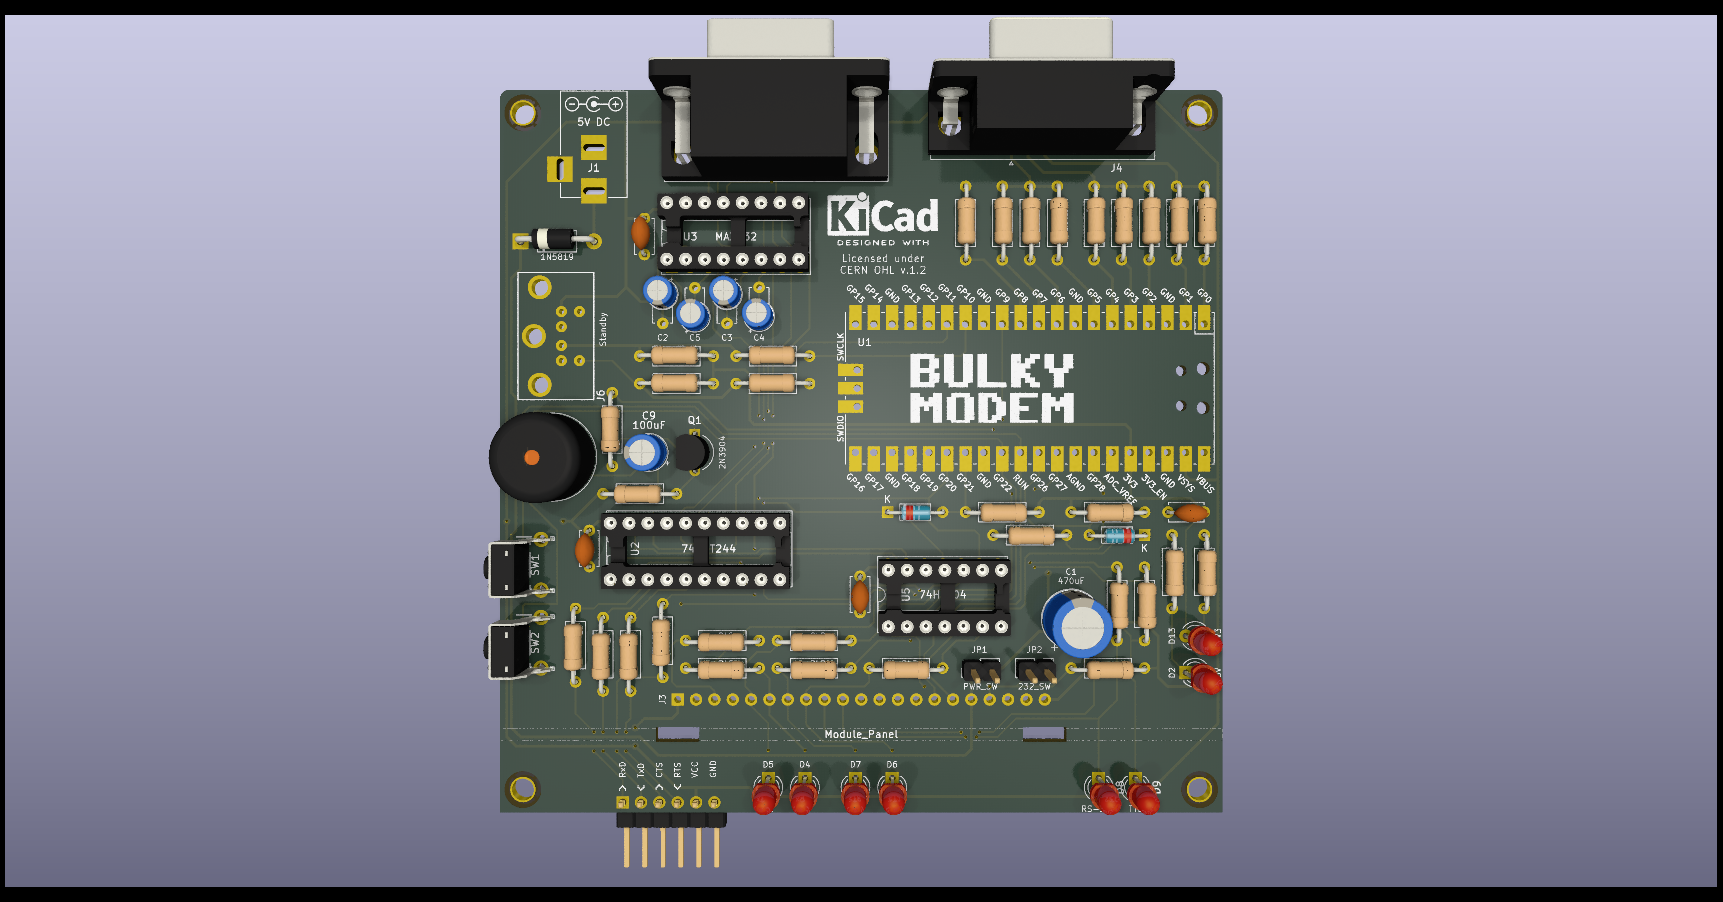 5V DC
J1
J4
U3
KiCad
DESIGNED WITH
Licensed under
CERN OHL v.1.2
1N5819
Standby
C2
C5
C3
C4
J6
GP15
GP14
GND
GP13
GP12
GP11
GP10
GND
GP9
GP8
GP7
GP6
GND
GP5
GP4
GP3
GP2
GND
GP1
GP0
U1
SWCLK
SWDIO
BULKY
MODEM
GP16
GP17
GND
GP18
GP19
GP20
GP21
GND
GP22
RUN
GP26
GP27
AGND
GP28
ADC_VREF
3V3
3V3_EN
GND
VSYS
VBUS
C9
100uF
Q1
2N3904
K
K
U2
SW1
SW2
U5
C1
470uF
JP1
PWR_SW
JP2
232_SW
D13
D2
J3
Module_Panel
RxD
TxD
CTS
RTS
VCC
GND
D5
D4
D7
D6
D9